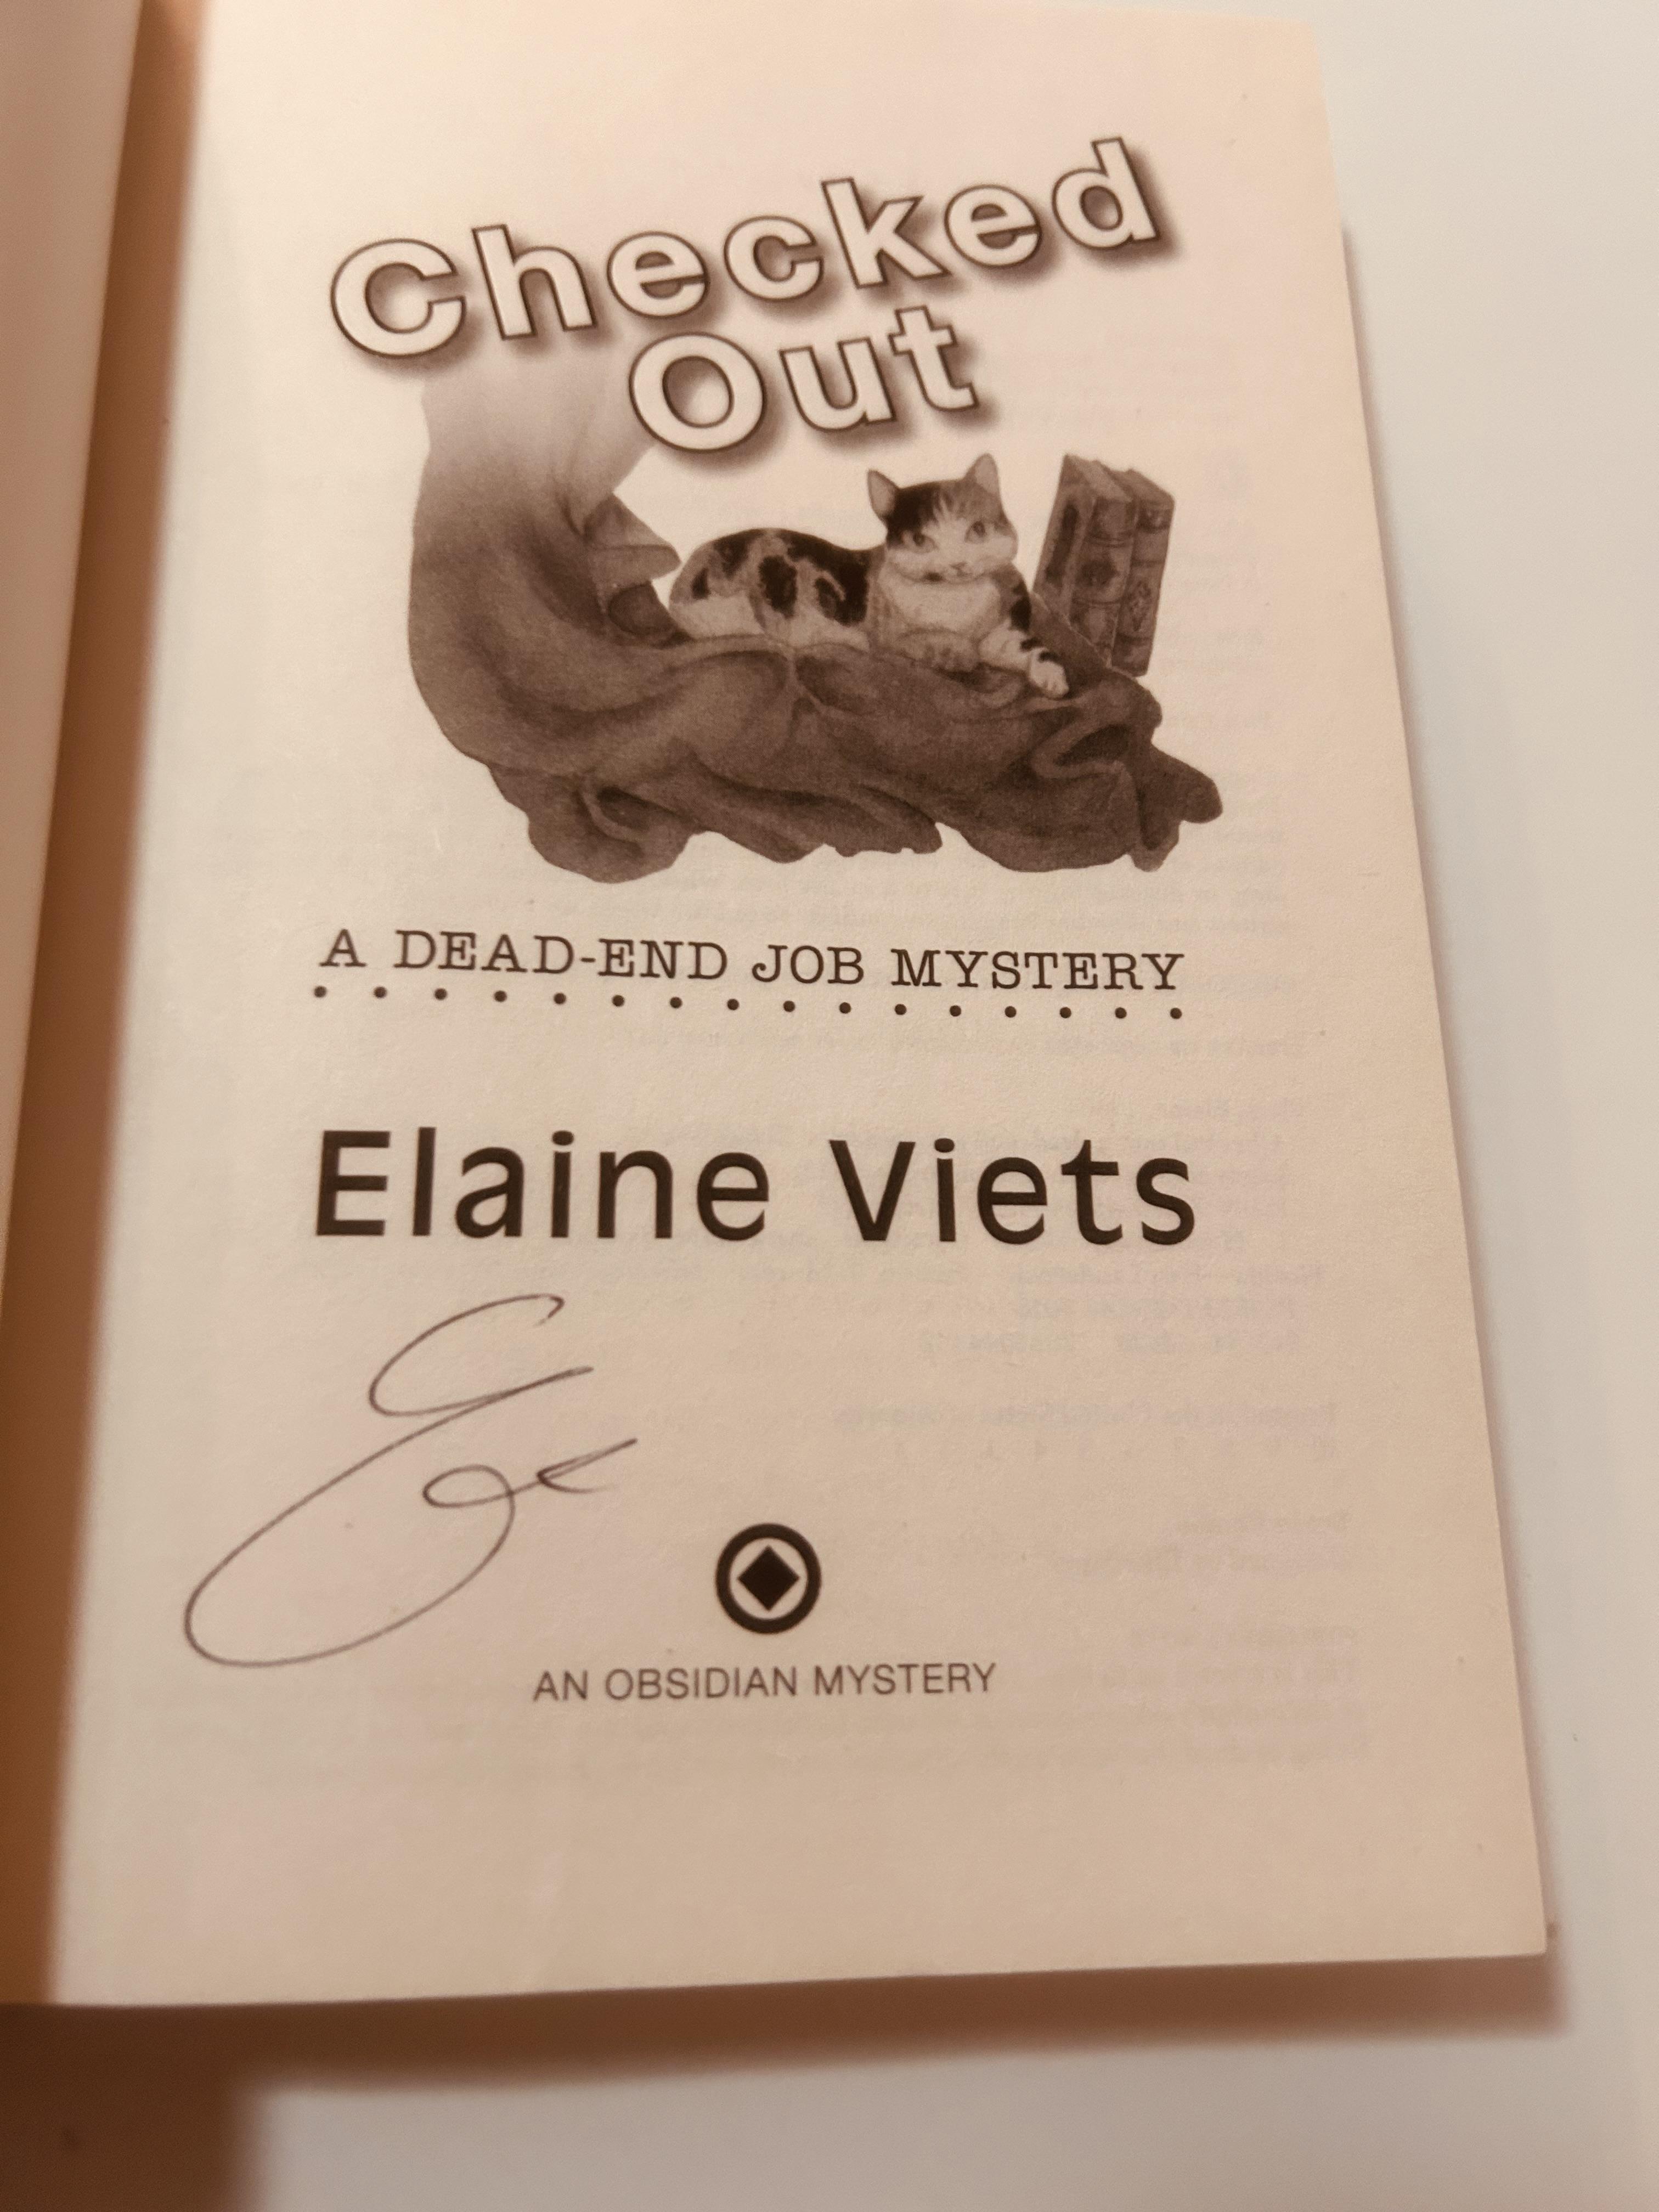 Checked
Out
A DEAD-END JOB MYSTERY
Elaine Viets
AN OBSIDIAN MYSTERY